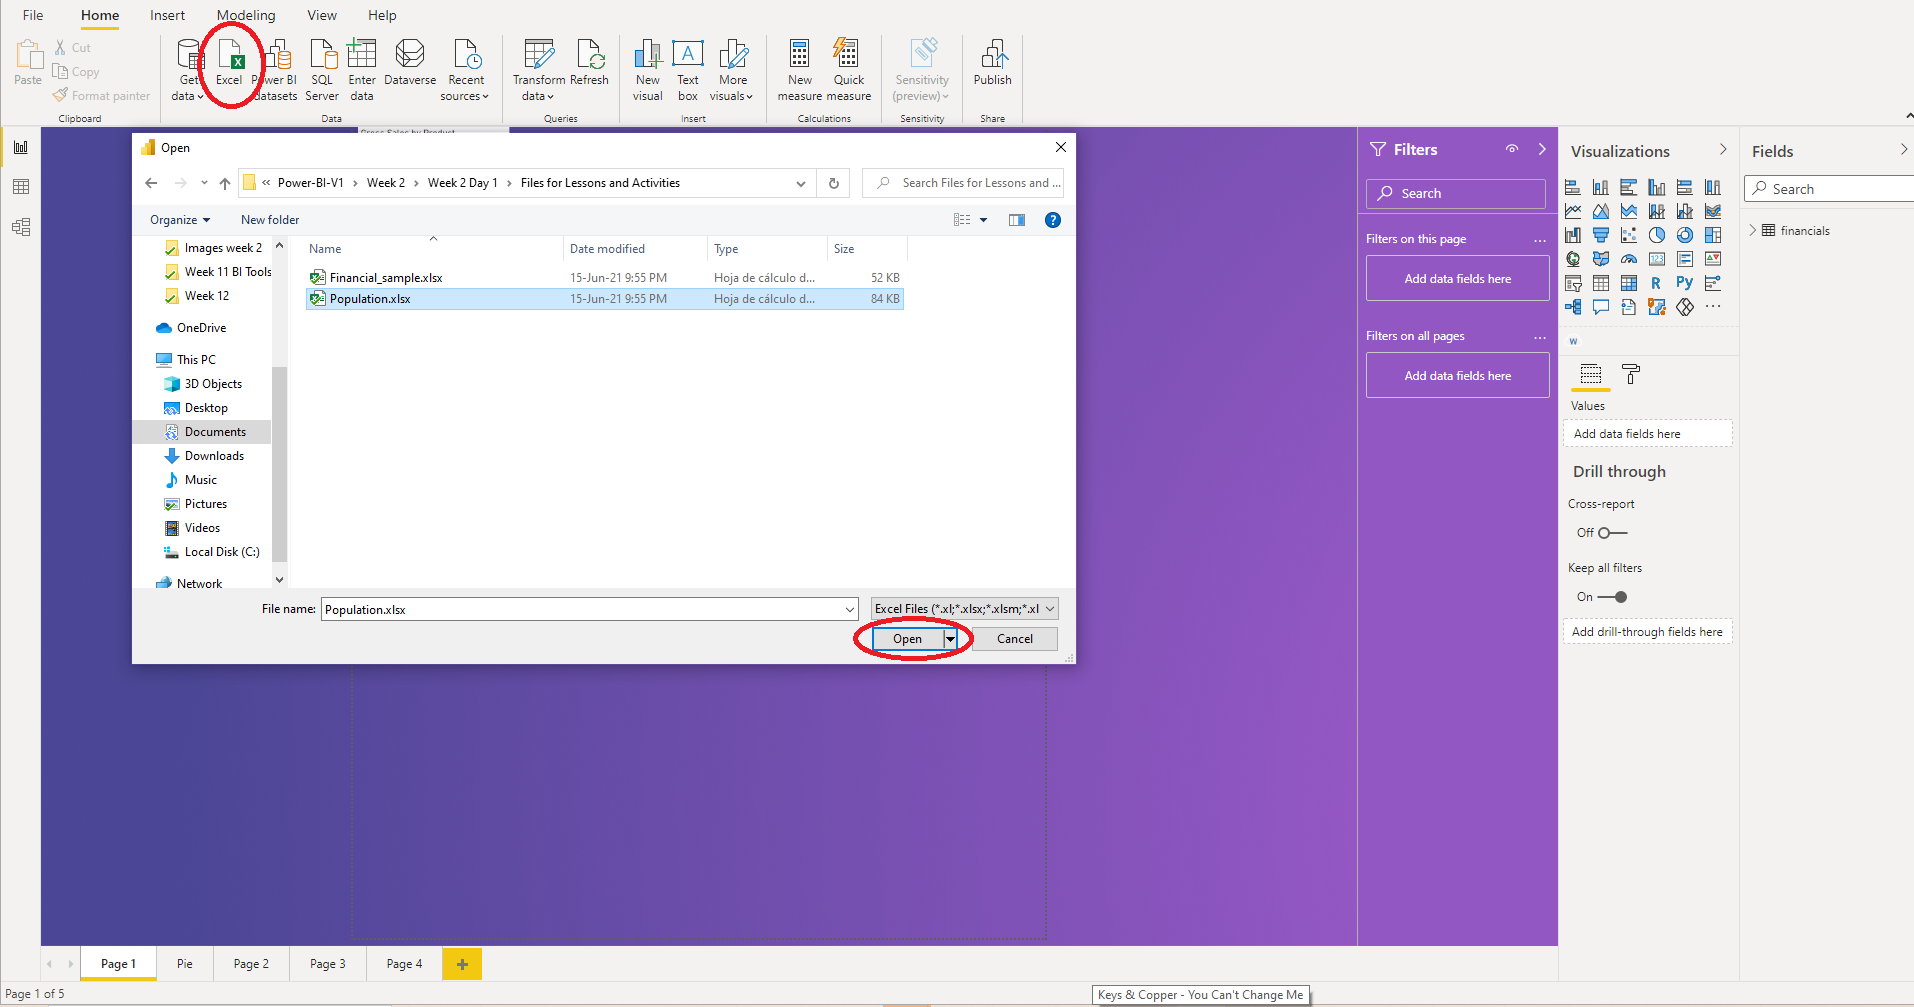 File Home Insert Modeling View Help
Paste Cut
Copy
Format painter
Clipboard
Get data
Excel
Power BI datasets
SQL Server
Enter data
Dataverse
Recent sources
Data
Transform data
Refresh
Queries
New visual
Text box
More visuals
Insert
New measure
Quick measure
Calculations
Sensitivity (preview)
Sensitivity
Publish
Share
Gross Sales by Product
Open
« Power-BI-V1 › Week 2 › Week 2 Day 1 › Files for Lessons and Activities
Search Files for Lessons and ...
Organize New folder
Images week 2
Week 11 BI Tools
Week 12
OneDrive
This PC
3D Objects
Desktop
Documents
Downloads
Music
Pictures
Videos
Local Disk (C:)
Network
Name Date modified Type Size
Financial_sample.xlsx 15-Jun-21 9:55 PM Hoja de cálculo d... 52 KB
Population.xlsx 15-Jun-21 9:55 PM Hoja de cálculo d... 84 KB
File name: Population.xlsx Excel Files (*.xl;*.xlsx;*.xlsm;*.xl
Open Cancel
Filters
Search
Filters on this page ...
Add data fields here
Filters on all pages ...
Add data fields here
Visualizations
R Py
123
...
W
Values
Add data fields here
Drill through
Cross-report
Off
Keep all filters
On
Add drill-through fields here
Fields
Search
financials
Page 1 Pie Page 2 Page 3 Page 4 +
Page 1 of 5
Keys & Copper - You Can't Change Me